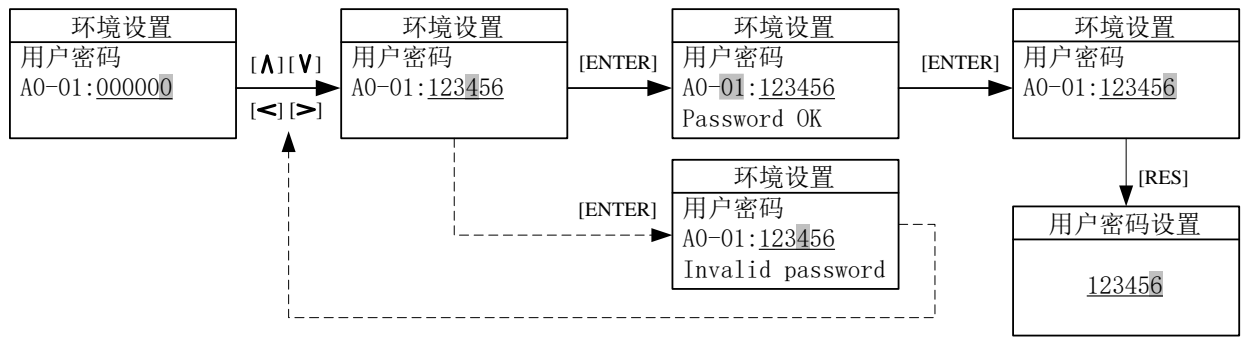 环境设置
用户密码
A0-01:000000
[∧][∨]
[<][>]
环境设置
用户密码
A0-01:123456
[ENTER]
环境设置
用户密码
A0-01:123456
Password OK
[ENTER]
环境设置
用户密码
A0-01:123456
[ENTER]
环境设置
用户密码
A0-01:123456
Invalid password
[RES]
用户密码设置
123456